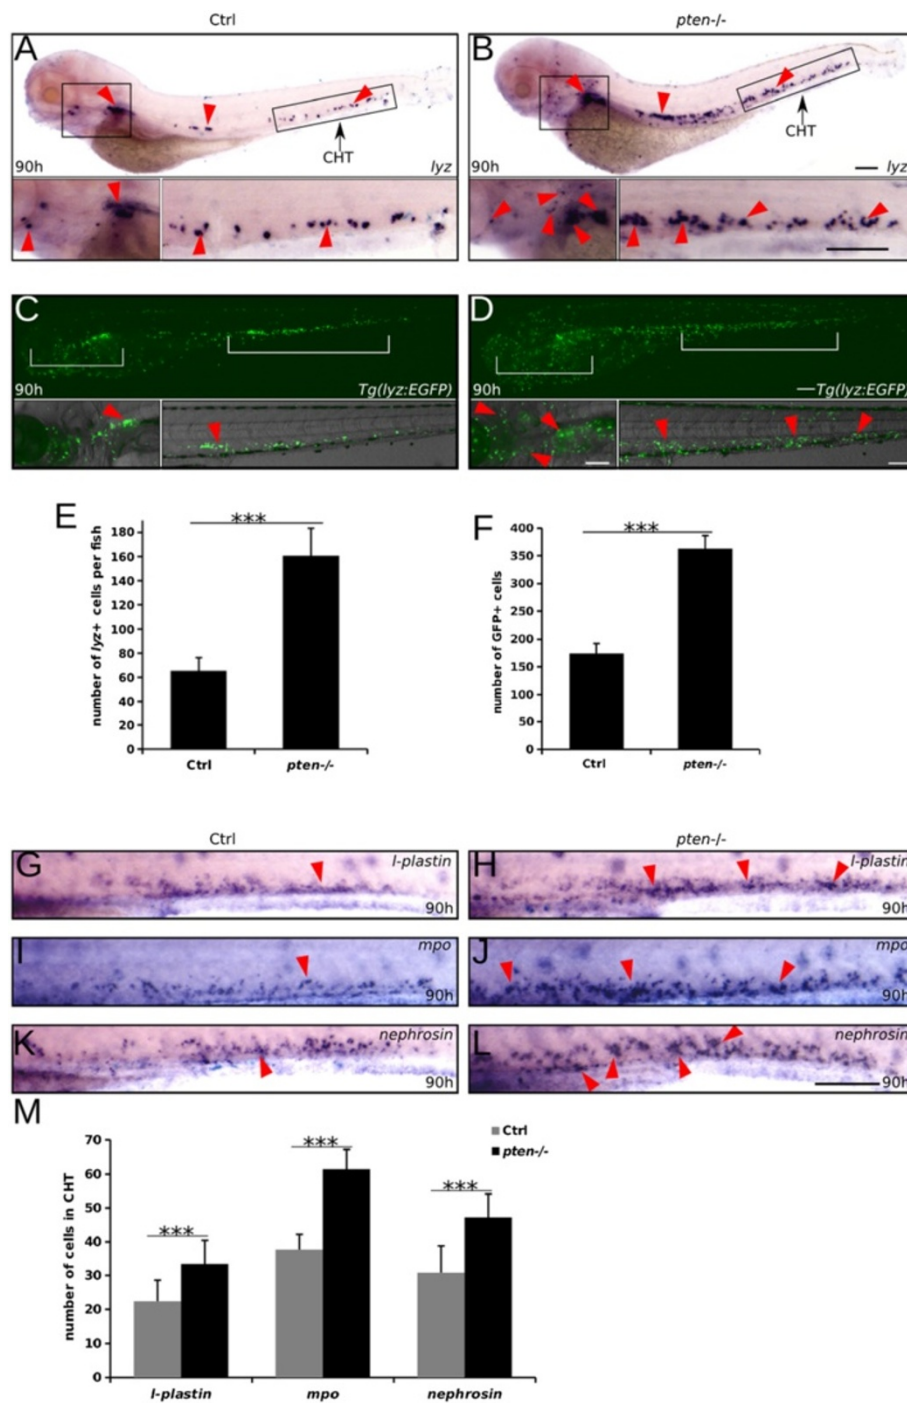 Ctrl
pten-/-
A
CHT
90h
lyz
B
CHT
90h
lyz
C
90h
Tg(lyz:EGFP)
D
90h
Tg(lyz:EGFP)
E
***
number of lyz+ cells per fish
180
160
140
120
100
80
60
40
20
0
Ctrl
pten-/-
F
***
number of GFP+ cells
400
350
300
250
200
150
100
50
0
Ctrl
pten-/-
Ctrl
pten-/-
G
l-plastin
90h
H
l-plastin
90h
I
mpo
90h
J
mpo
90h
K
nephrosin
90h
L
nephrosin
90h
M
Ctrl
pten-/-
number of cells in CHT
70
60
50
40
30
20
10
0
***
***
***
l-plastin
mpo
nephrosin